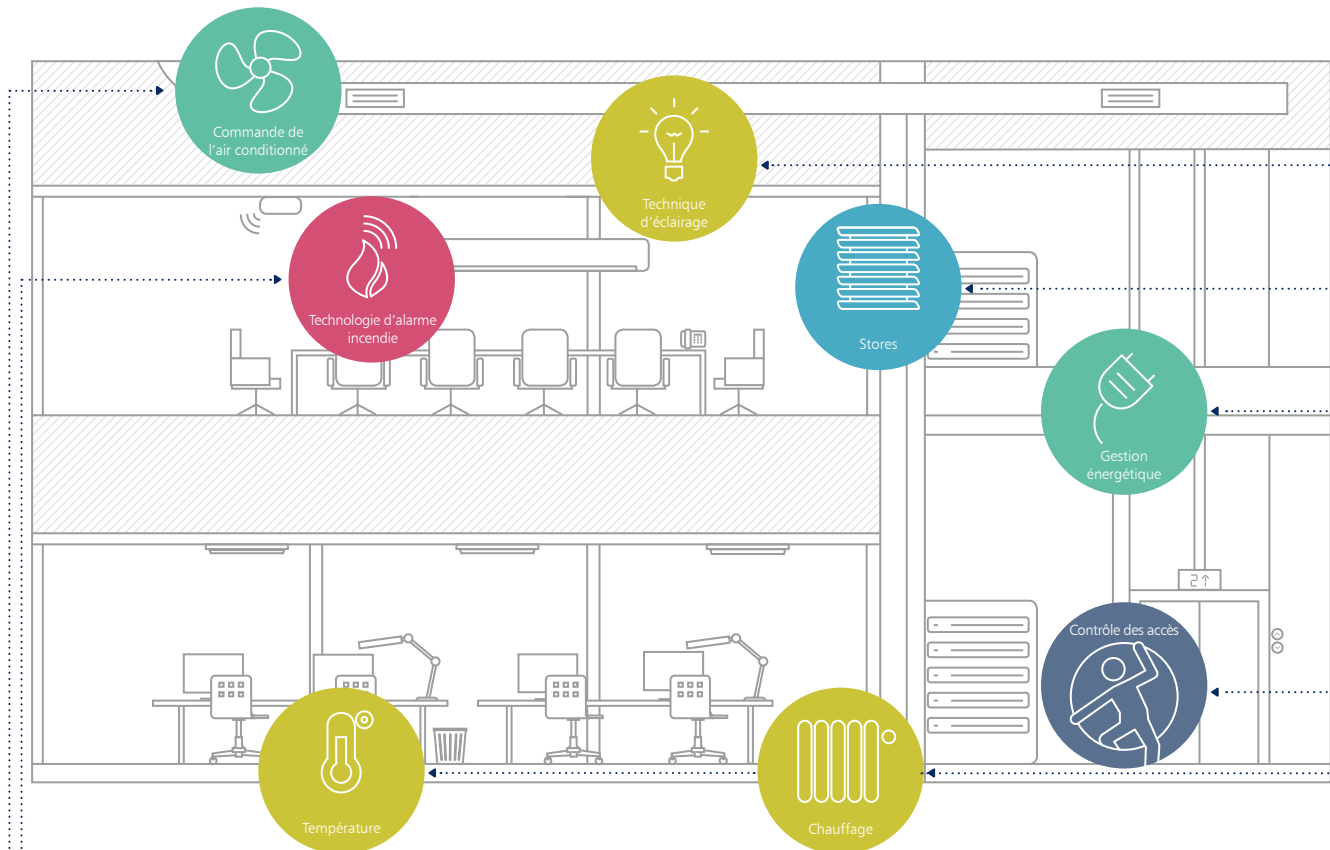 Commande de
l'air conditionné
Technique
d'éclairage
Technologie d'alarme
incendie
Stores
Gestion
énergétique
2↑
Contrôle des accès
Température
Chauffage